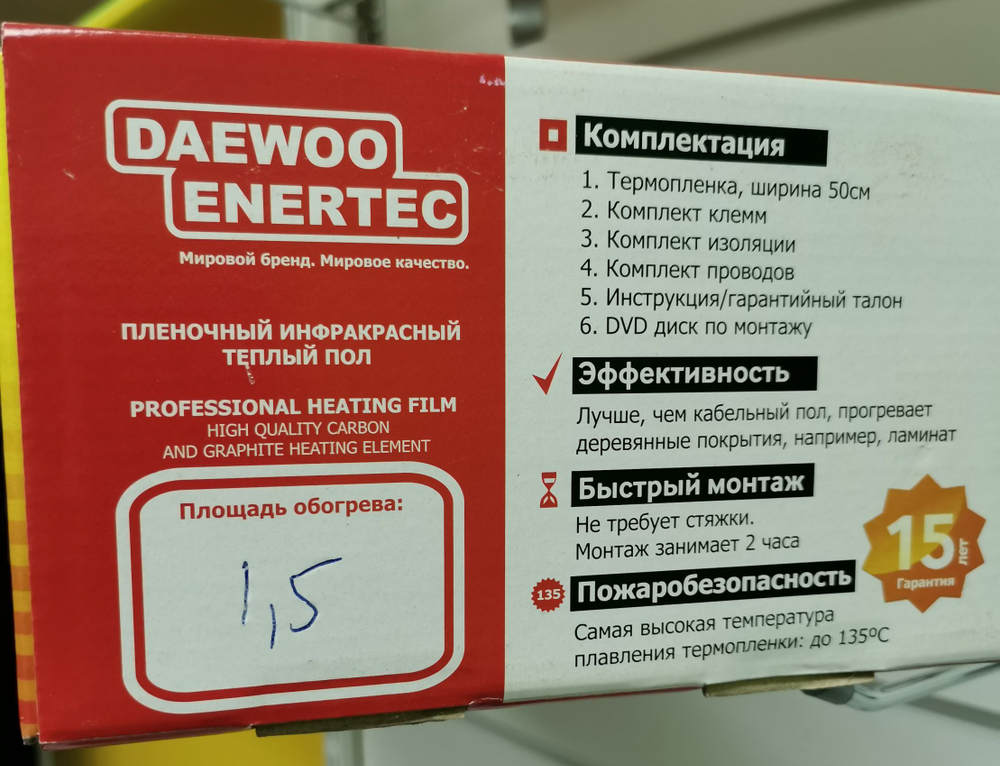 DAEWOO
ENERTEC
Мировой бренд. Мировое качество.
ПЛЕНОЧНЫЙ ИНФРАКРАСНЫЙ
ТЕПЛЫЙ ПОЛ
PROFESSIONAL HEATING FILM
HIGH QUALITY CARBON
AND GRAPHITE HEATING ELEMENT
Площадь обогрева:
1,5
Комплектация
1. Термопленка, ширина 50см
2. Комплект клемм
3. Комплект изоляции
4. Комплект проводов
5. Инструкция/гарантийный талон
6. DVD диск по монтажу
Эффективность
Лучше, чем кабельный пол, прогревает
деревянные покрытия, например, ламинат
Быстрый монтаж
Не требует стяжки.
Монтаж занимает 2 часа
15 лет
Гарантия
135
Пожаробезопасность
Самая высокая температура
плавления термопленки: до 135ºС